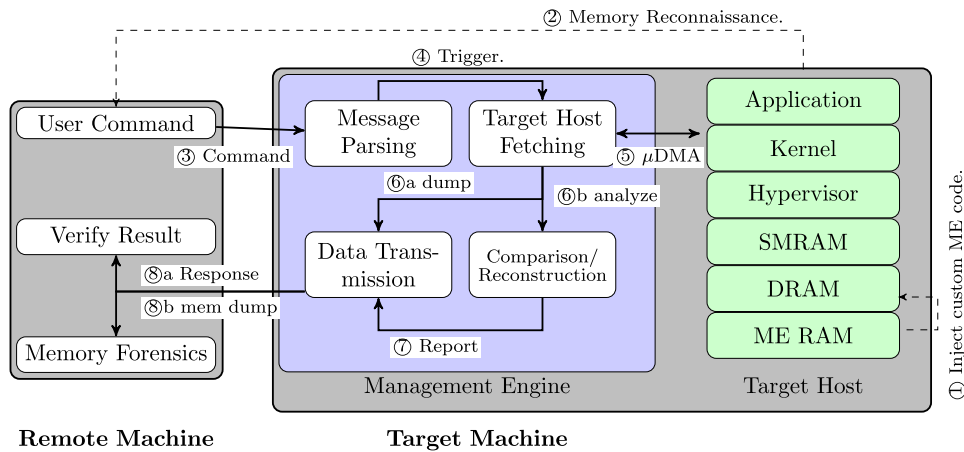 ② Memory Reconnaissance.
④ Trigger.
User Command
③ Command
Message
Parsing
Target Host
Fetching
⑤ μDMA
⑥a dump
⑥b analyze
Verify Result
⑧a Response
⑧b mem dump
Memory Forensics
Data Trans-
mission
Comparison/
Reconstruction
⑦ Report
Management Engine
Application
Kernel
Hypervisor
SMRAM
DRAM
ME RAM
Target Host
① Inject custom ME code.
Remote Machine
Target Machine